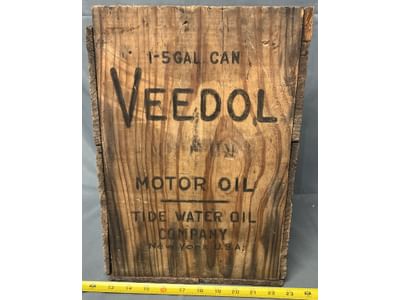 1-5 GAL. CAN
VEEDOL
MOTOR OIL
TIDE WATER OIL
COMPANY
New York U.S.A.